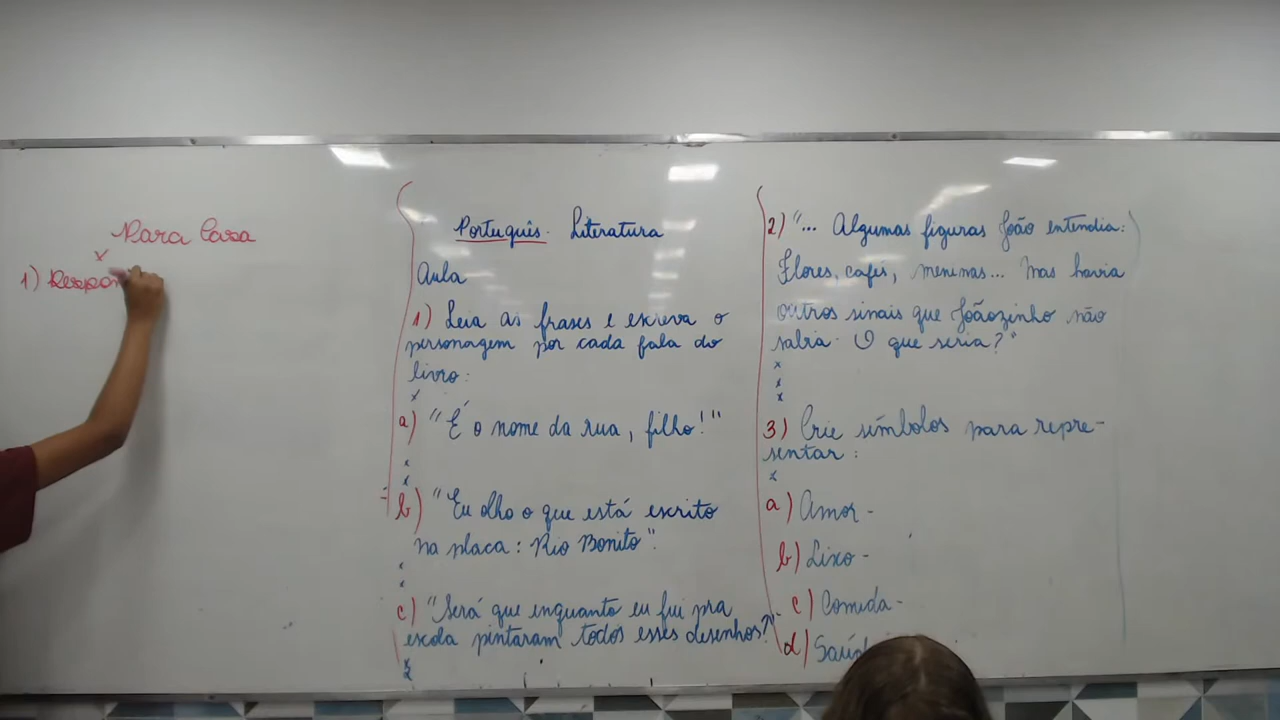 Para Casa
x
1) Respon
Português. Literatura
Aula
1) Leia as frases e escreva o
personagem por cada fala do
livro:
x
a) "É o nome da rua, filho!"
x
x
b) "Eu olho o que está escrito
na placa: Rio Bonito".
x
x
c) "Será que enquanto eu fui pra
escola pintaram todos esses desenhos?"
x
x
2) "... Algumas figuras João entendia:
Flores, cafés, meninas... Mas havia
outros sinais que Joãozinho não
sabia. O que seria?"
x
x
x
3) Crie símbolos para repre-
sentar:
x
a) Amor -
b) Lixo -
c) Comida -
d) Saúd